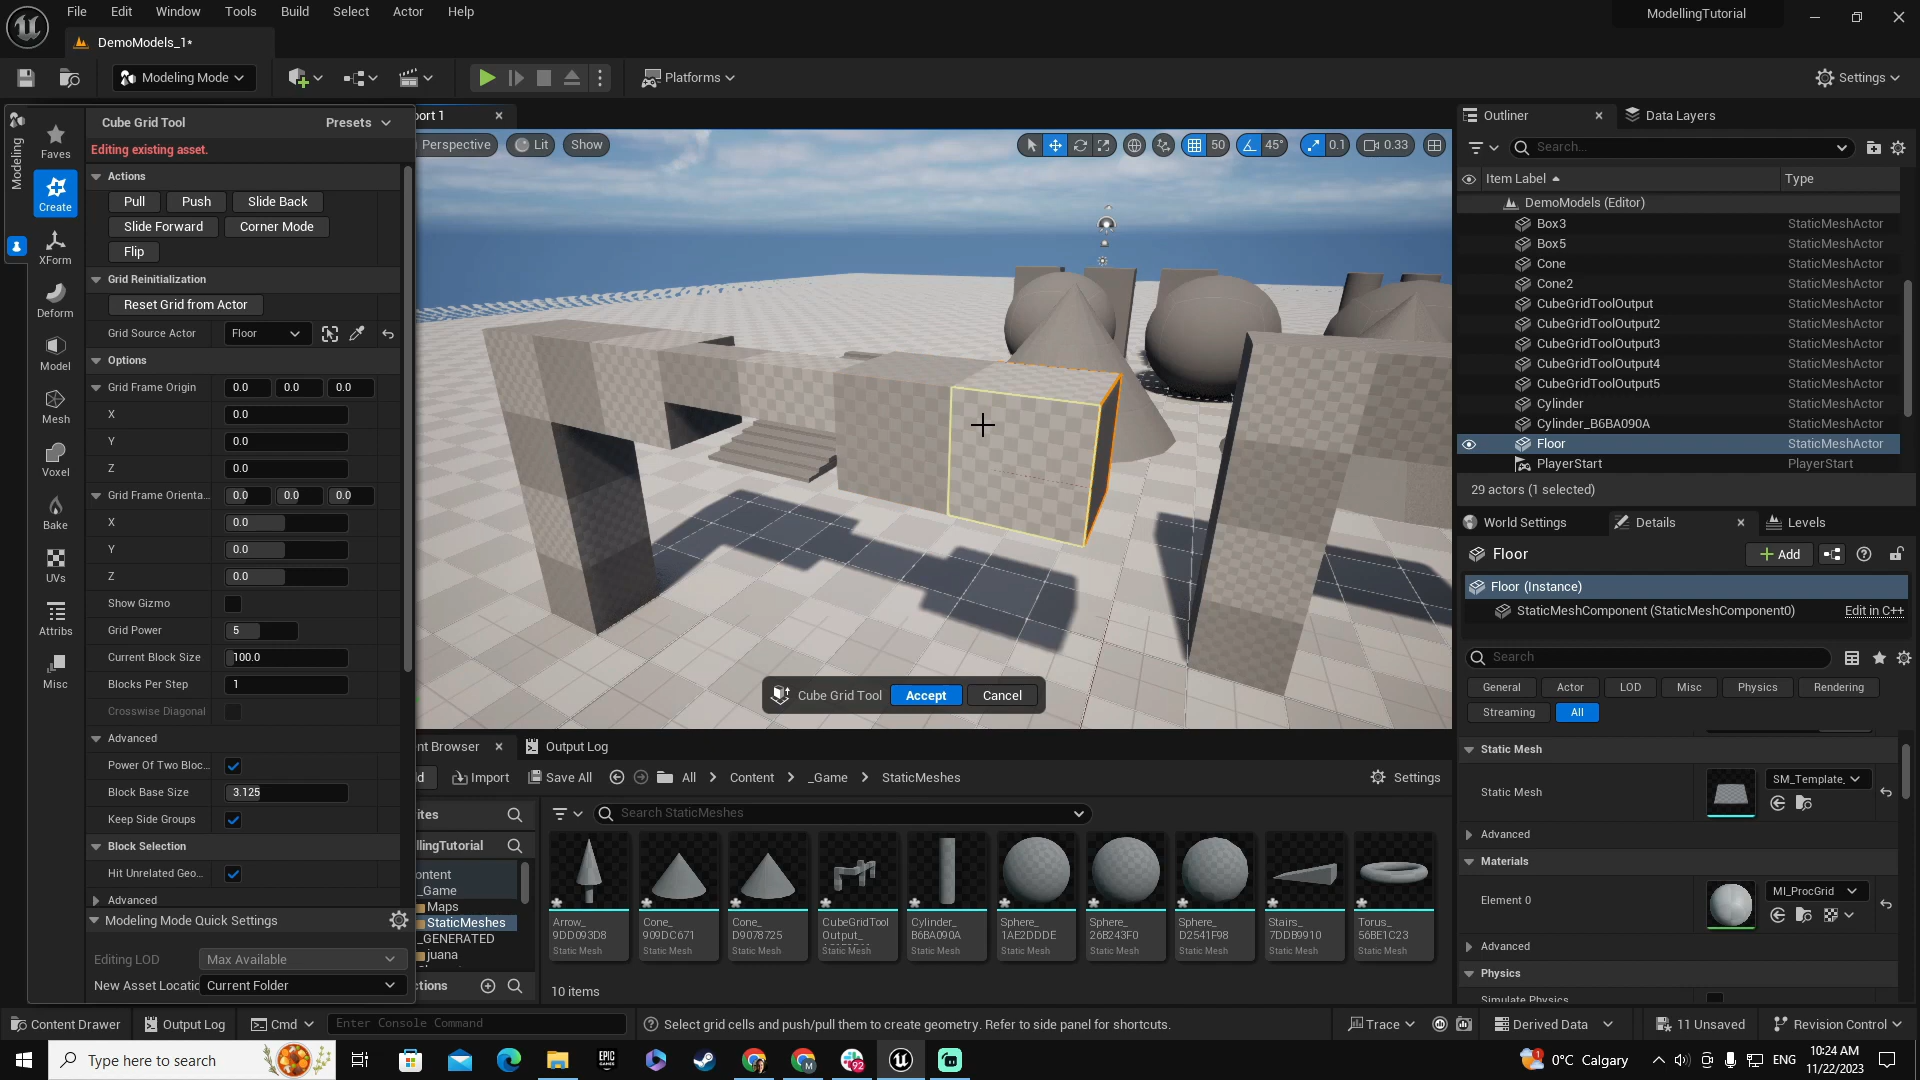 File Edit Window Tools Build Select Actor Help
ModellingTutorial
DemoModels_1*
Modeling Mode
Platforms
Settings
Modeling
Faves
Create
XForm
Deform
Model
Mesh
Voxel
Bake
UVs
Attribs
Misc
Cube Grid Tool
Presets
Editing existing asset.
Actions
Pull Push Slide Back
Slide Forward Corner Mode
Flip
Grid Reinitialization
Reset Grid from Actor
Grid Source Actor Floor
Options
Grid Frame Origin 0.0 0.0 0.0
X 0.0
Y 0.0
Z 0.0
Grid Frame Orienta... 0.0 0.0 0.0
X 0.0
Y 0.0
Z 0.0
Show Gizmo
Grid Power 5
Current Block Size 100.0
Blocks Per Step 1
Crosswise Diagonal
Advanced
Power Of Two Bloc...
Block Base Size 3.125
Keep Side Groups
Block Selection
Hit Unrelated Geo...
Advanced
Modeling Mode Quick Settings
Editing LOD Max Available
New Asset Locatio Current Folder
ort 1
Perspective Lit Show
50 45° 0.1 0.33
Cube Grid Tool Accept Cancel
Outliner Data Layers
Search...
Item Label Type
DemoModels (Editor)
Box3 StaticMeshActor
Box5 StaticMeshActor
Cone StaticMeshActor
Cone2 StaticMeshActor
CubeGridToolOutput StaticMeshActor
CubeGridToolOutput2 StaticMeshActor
CubeGridToolOutput3 StaticMeshActor
CubeGridToolOutput4 StaticMeshActor
CubeGridToolOutput5 StaticMeshActor
Cylinder StaticMeshActor
Cylinder_B6BA090A StaticMeshActor
Floor StaticMeshActor
PlayerStart PlayerStart
29 actors (1 selected)
World Settings Details Levels
Floor
Add
Floor (Instance)
StaticMeshComponent (StaticMeshComponent0) Edit in C++
Search
General Actor LOD Misc Physics Rendering
Streaming All
Static Mesh
Static Mesh SM_Template_
Advanced
Materials
Element 0 MI_ProcGrid
Advanced
Physics
Simulate Physics
nt Browser Output Log
d Import Save All All Content _Game StaticMeshes Settings
ites
Search StaticMeshes
llingTutorial
ontent
_Game
Maps
StaticMeshes
_GENERATED
juana
ctions
Arrow_
9DD093D8
Static Mesh
Cone_
909DC671
Static Mesh
Cone_
D9078725
Static Mesh
CubeGridTool
Output_
Static Mesh
Cylinder_
B6BA090A
Static Mesh
Sphere_
1AE2DDDE
Static Mesh
Sphere_
26B243F0
Static Mesh
Sphere_
D2541F98
Static Mesh
Stairs_
7DDB9910
Static Mesh
Torus_
56BE1C23
Static Mesh
10 items
Content Drawer Output Log Cmd Enter Console Command Select grid cells and push/pull them to create geometry. Refer to side panel for shortcuts. Trace Derived Data 11 Unsaved Revision Control
Type here to search
EPIC
GAMES
92
1
0°C Calgary
ENG
10:24 AM
11/22/2023